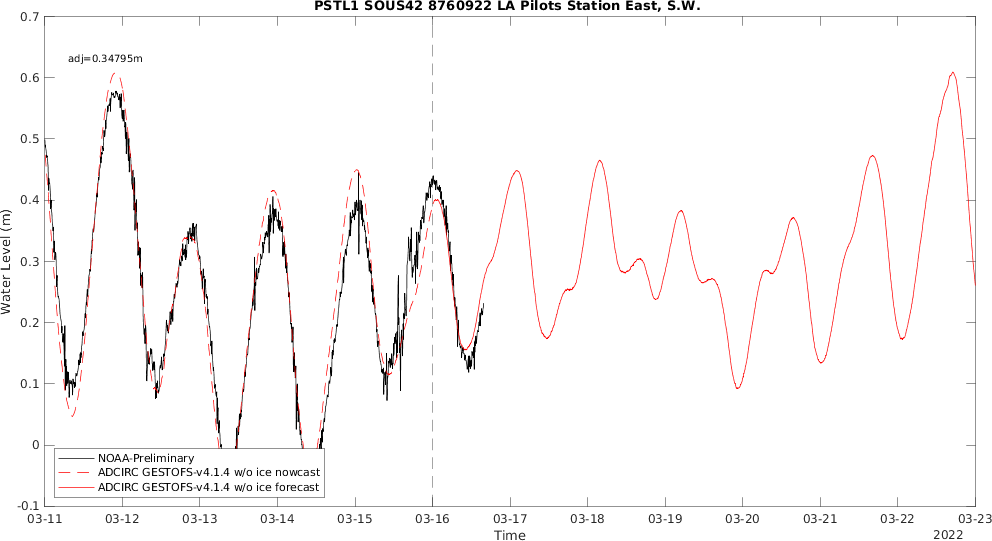 PSTL1 SOUS42 8760922 LA Pilots Station East, S.W.
adj=0.34795m
0.7
0.6
0.5
0.4
0.3
0.2
0.1
0
-0.1
Water Level (m)
NOAA-Preliminary
ADCIRC GESTOFS-v4.1.4 w/o ice nowcast
ADCIRC GESTOFS-v4.1.4 w/o ice forecast
03-11 03-12 03-13 03-14 03-15 03-16 03-17 03-18 03-19 03-20 03-21 03-22 03-23
Time
2022